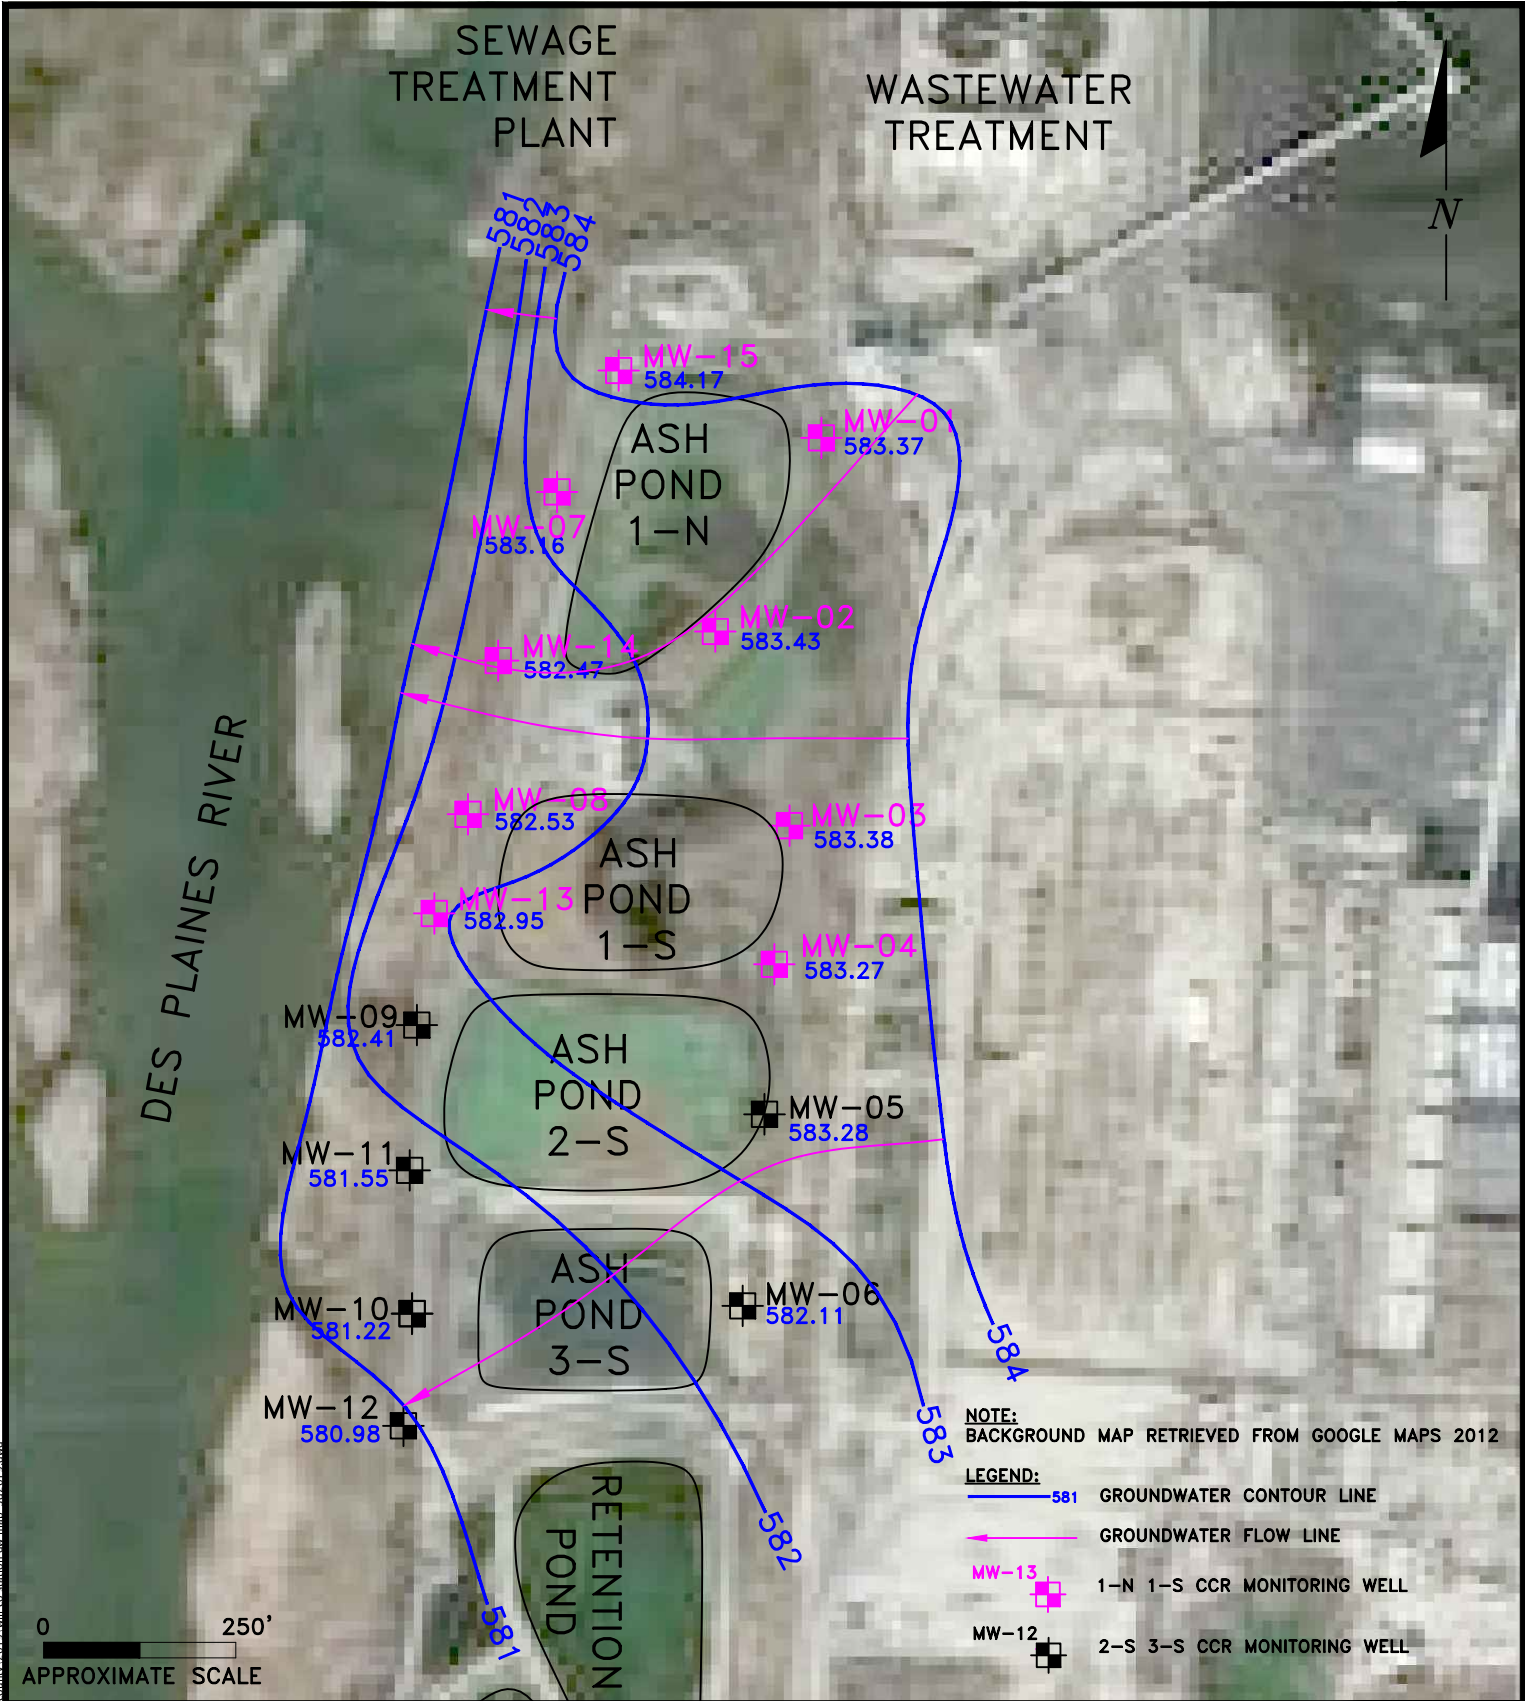 SEWAGE
TREATMENT
PLANT
WASTEWATER
TREATMENT
N
581
582
583
584
MW-15
584.17
MW-01
583.37
ASH
POND
1-N
MW-07
583.16
MW-02
583.43
MW-14
582.47
DES PLAINES RIVER
MW-08
582.53
MW-03
583.38
ASH
POND
1-S
MW-13
582.95
MW-04
583.27
MW-09
582.41
ASH
POND
2-S
MW-05
583.28
MW-11
581.55
ASH
POND
3-S
MW-06
582.11
MW-10
581.22
584
MW-12
580.98
583
582
581
RETENTION
POND
NOTE:
BACKGROUND MAP RETRIEVED FROM GOOGLE MAPS 2012
LEGEND:
581 GROUNDWATER CONTOUR LINE
GROUNDWATER FLOW LINE
MW-13 1-N 1-S CCR MONITORING WELL
MW-12 2-S 3-S CCR MONITORING WELL
0 250'
APPROXIMATE SCALE